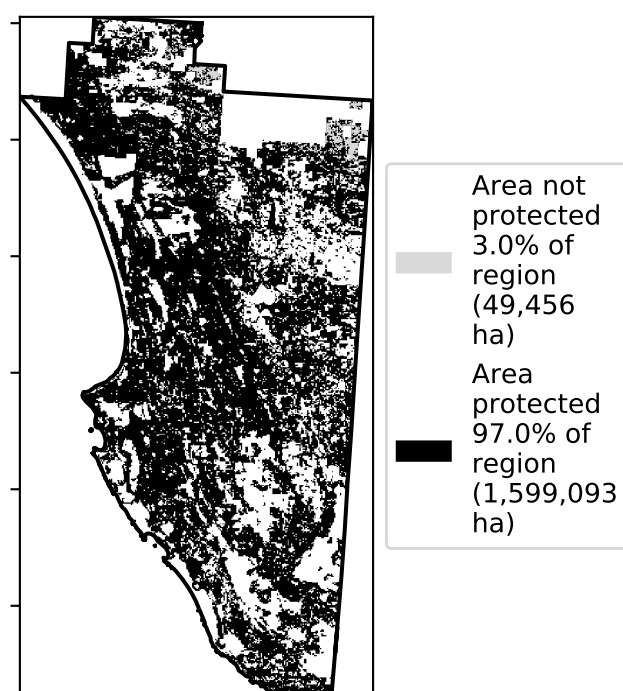 Area not
protected
3.0% of
region
(49,456
ha)
Area
protected
97.0% of
region
(1,599,093
ha)